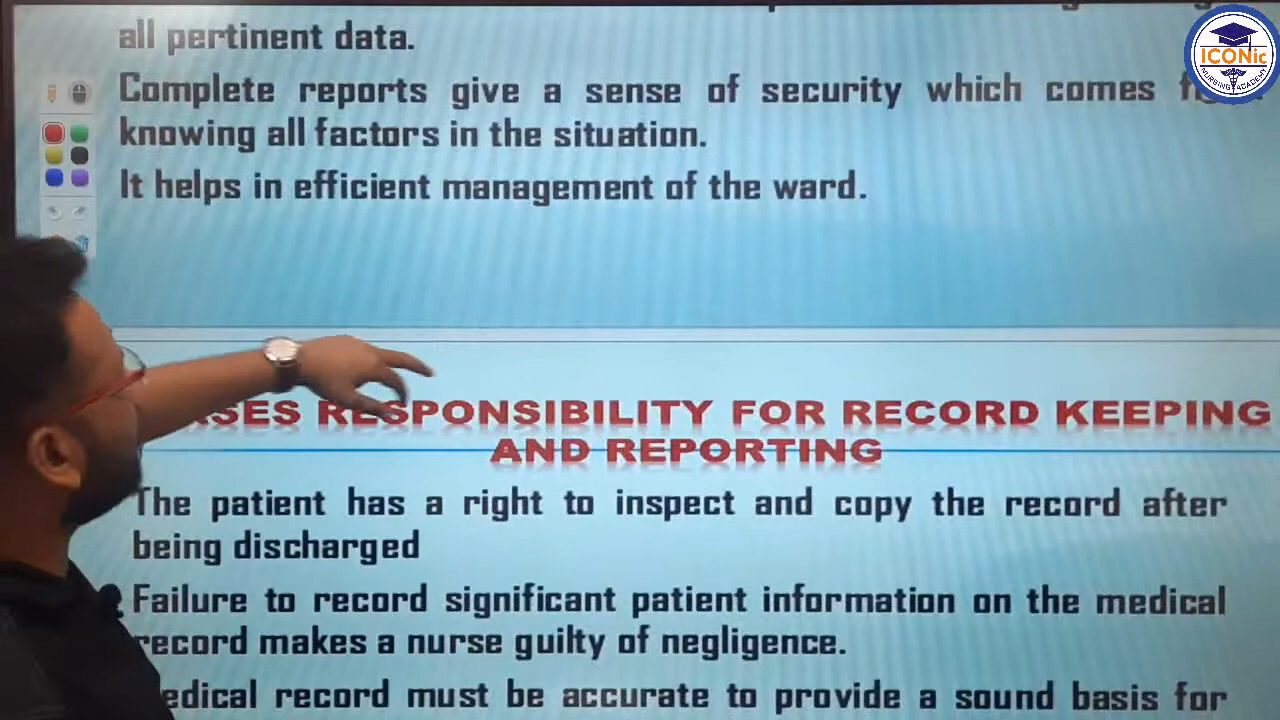 all pertinent data.
Complete reports give a sense of security which comes
knowing all factors in the situation.
It helps in efficient management of the ward.
RESPONSIBILITY FOR RECORD KEEPING
AND REPORTING
The patient has a right to inspect and copy the record after
being discharged
Failure to record significant patient information on the medical
record makes a nurse guilty of negligence.
medical record must be accurate to provide a sound basis for
ICONic
NURSING ACADEMY